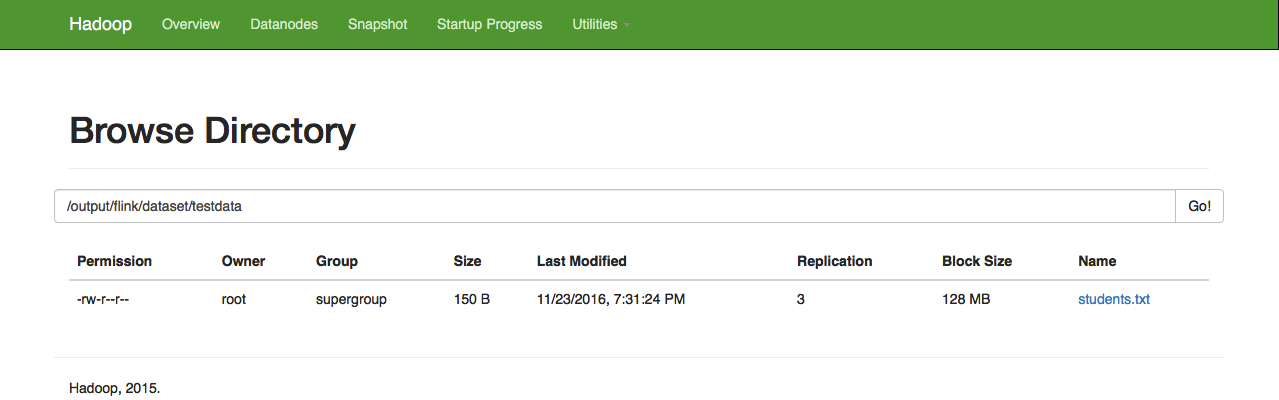 Hadoop Overview Datanodes Snapshot Startup Progress Utilities
Browse Directory
/output/flink/dataset/testdata Go!
Permission Owner Group Size Last Modified Replication Block Size Name
-rw-r--r-- root supergroup 150 B 11/23/2016, 7:31:24 PM 3 128 MB students.txt
Hadoop, 2015.